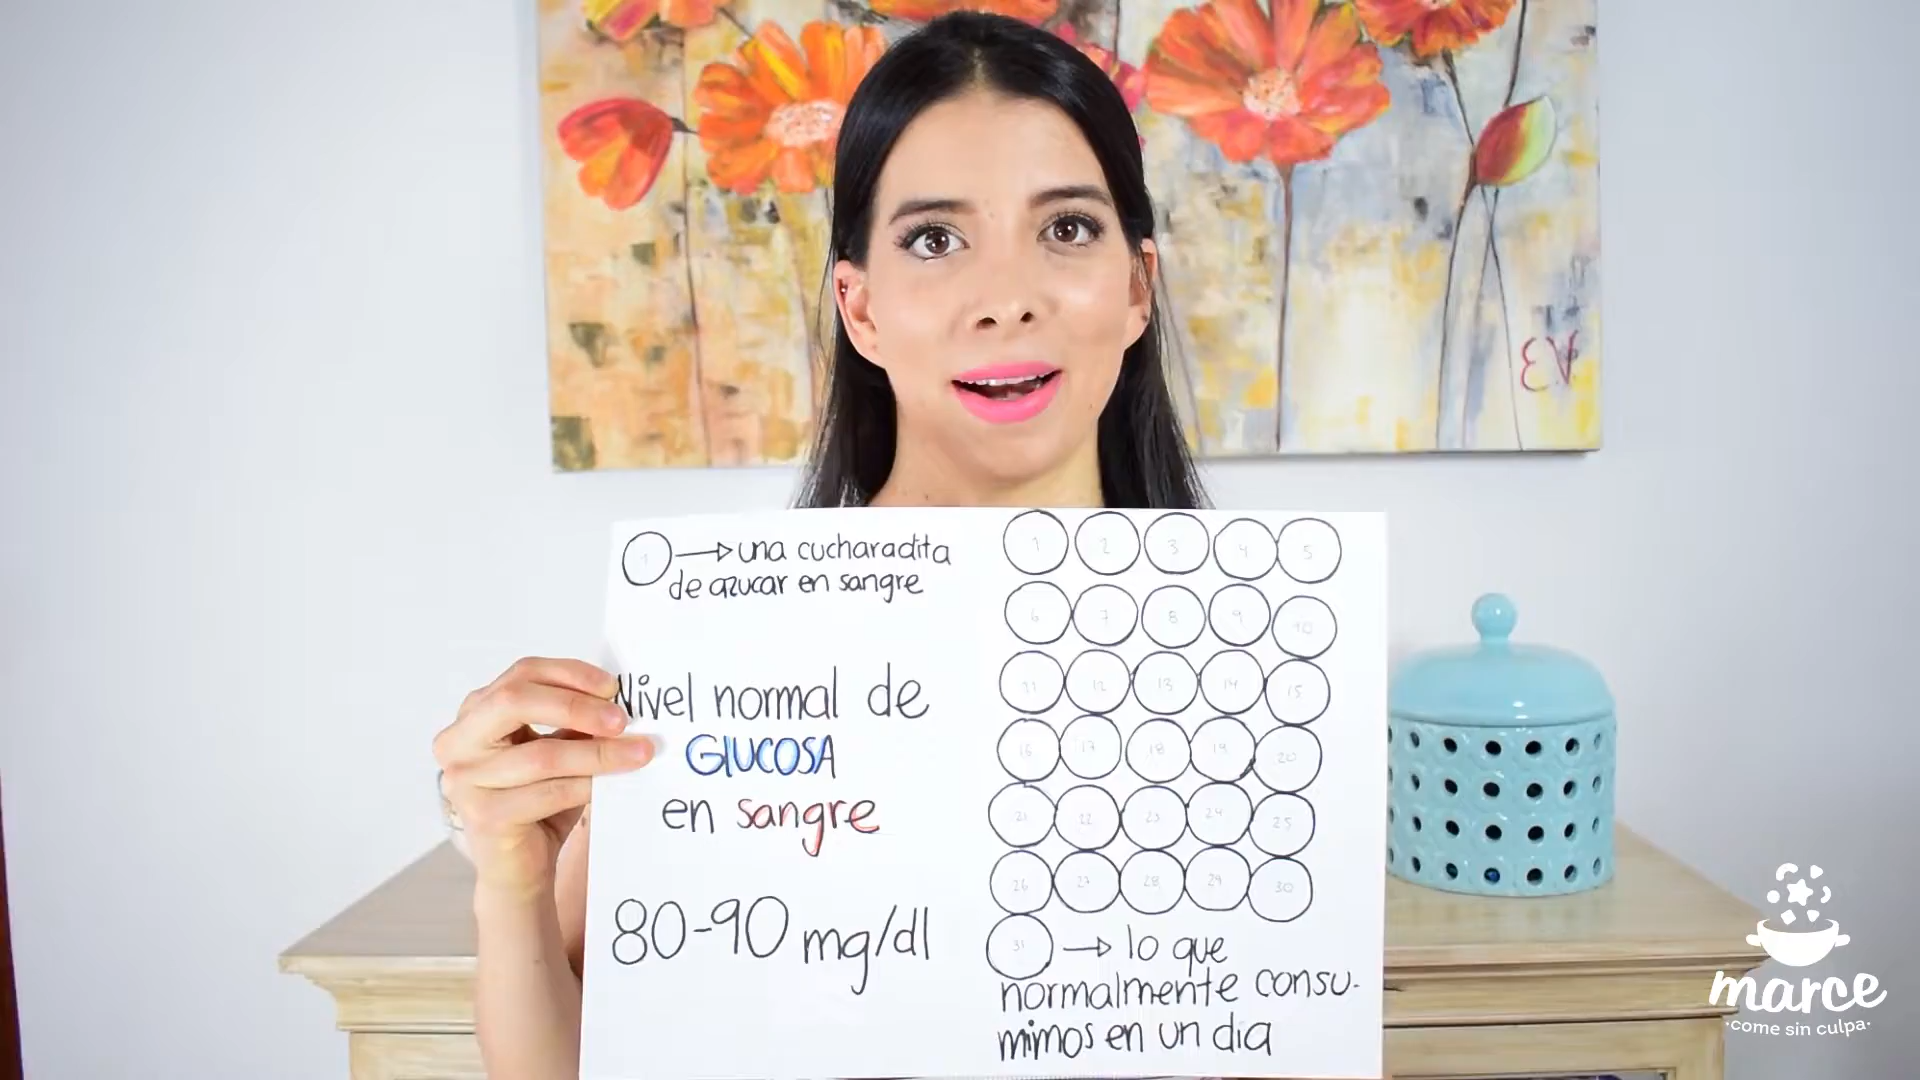 EV
1 → una cucharadita
de azucar en sangre
Nivel normal de
GlUCOSA
en sangre
80-90 mg/dl
1 2 3 4 5
6 7 8 9 10
11 12 13 14 15
16 17 18 19 20
21 22 23 24 25
26 27 28 29 30
31 → lo que
normalmente consu-
mimos en un dia
marce
·come sin culpa·